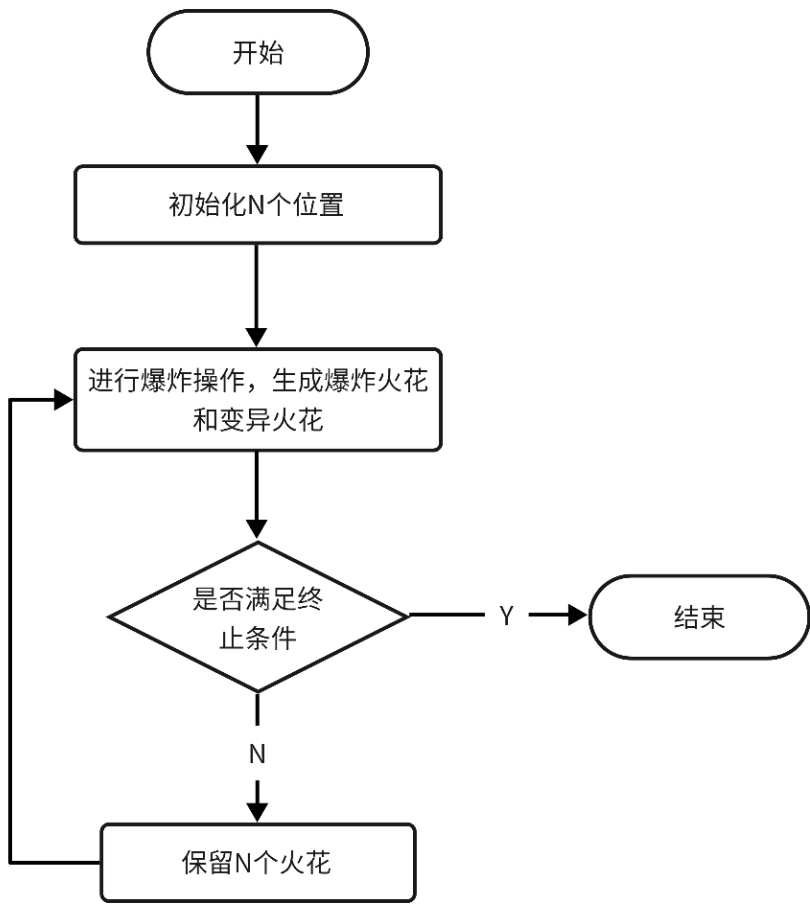 开始
初始化N个位置
进行爆炸操作，生成爆炸火花
和变异火花
是否满足终
止条件
Y
结束
N
保留N个火花